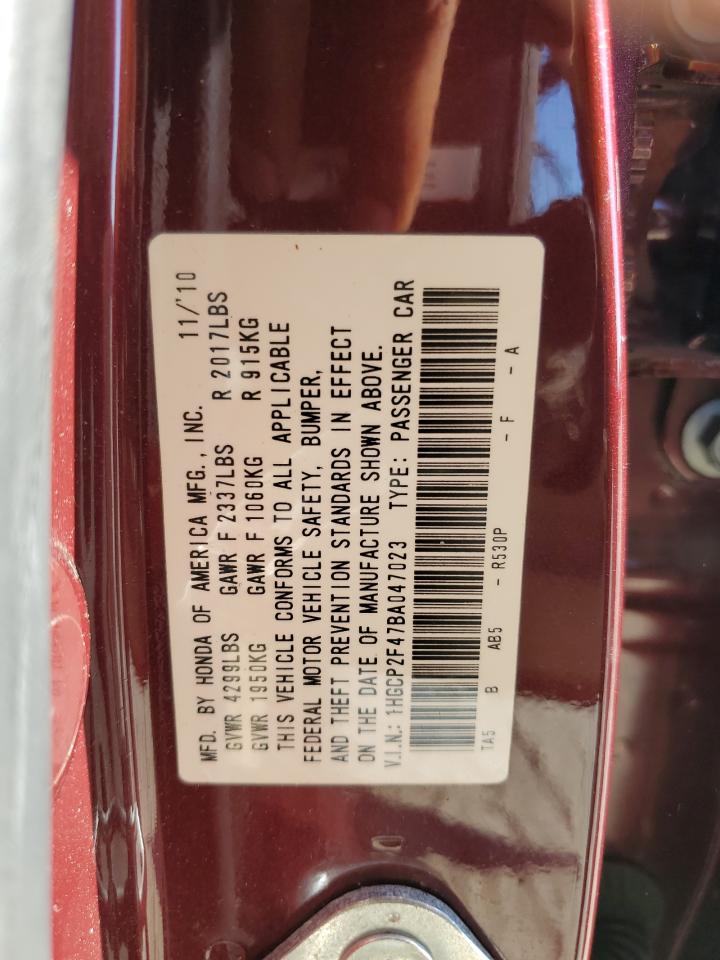 MFD. BY HONDA OF AMERICA MFG., INC. 11/'10
GVWR 4299LBS GAWR F 2337LBS R 2017LBS
GVWR 1950KG GAWR F 1060KG R 915KG
THIS VEHICLE CONFORMS TO ALL APPLICABLE
FEDERAL MOTOR VEHICLE SAFETY, BUMPER,
AND THEFT PREVENTION STANDARDS IN EFFECT
ON THE DATE OF MANUFACTURE SHOWN ABOVE.
V.I.N.: 1HGCP2F47BA047023 TYPE: PASSENGER CAR
TA5 B AB5 - R530P - F - A